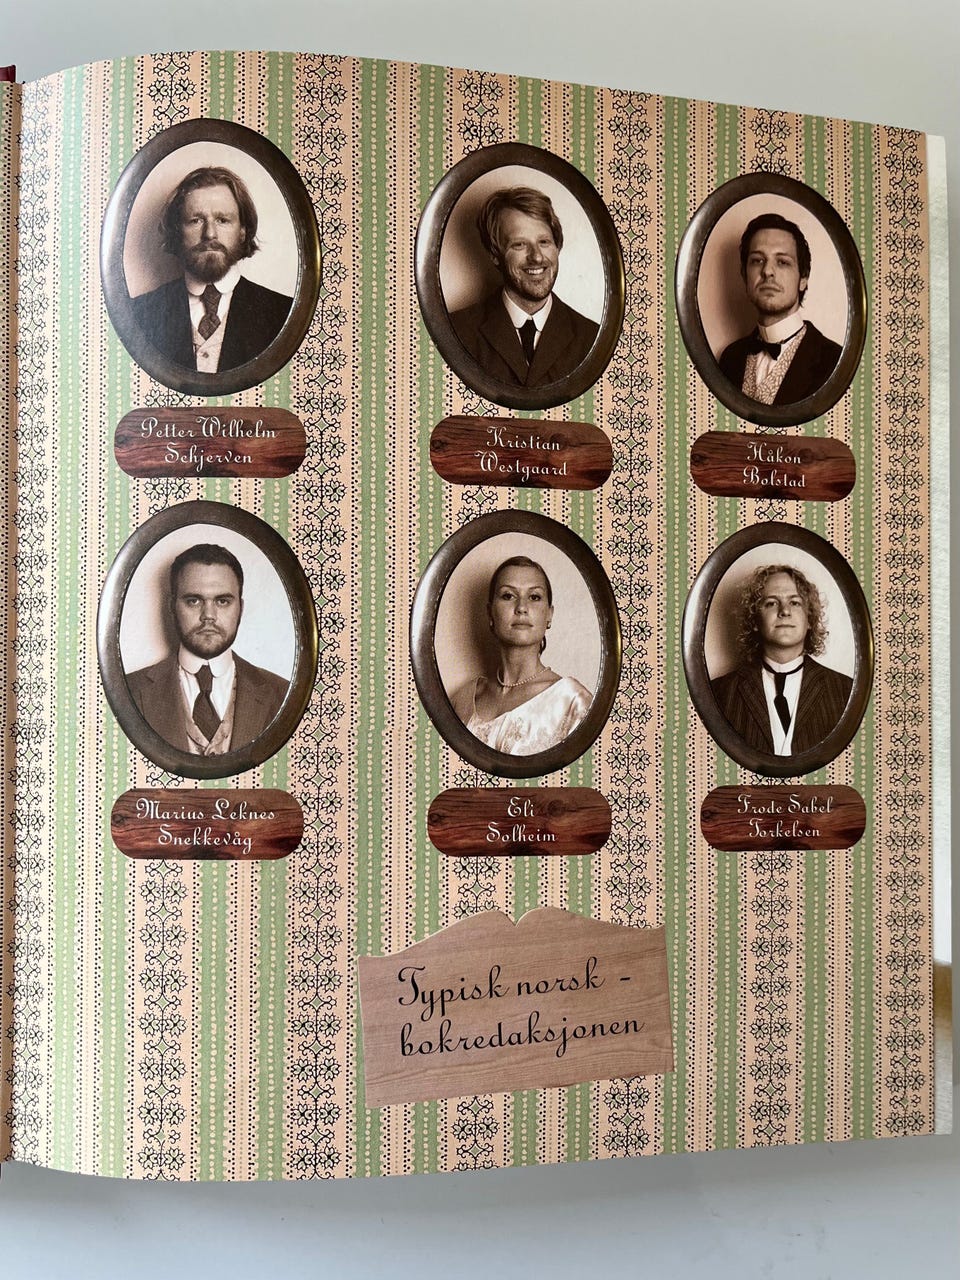 Petter Wilhelm
Schjerven
Kristian
Westgaard
Håkon
Bolstad
Marius Leknes
Snekkevåg
Eli
Solheim
Frode Sabel
Torkelsen
Typisk norsk -
bokredaksjonen